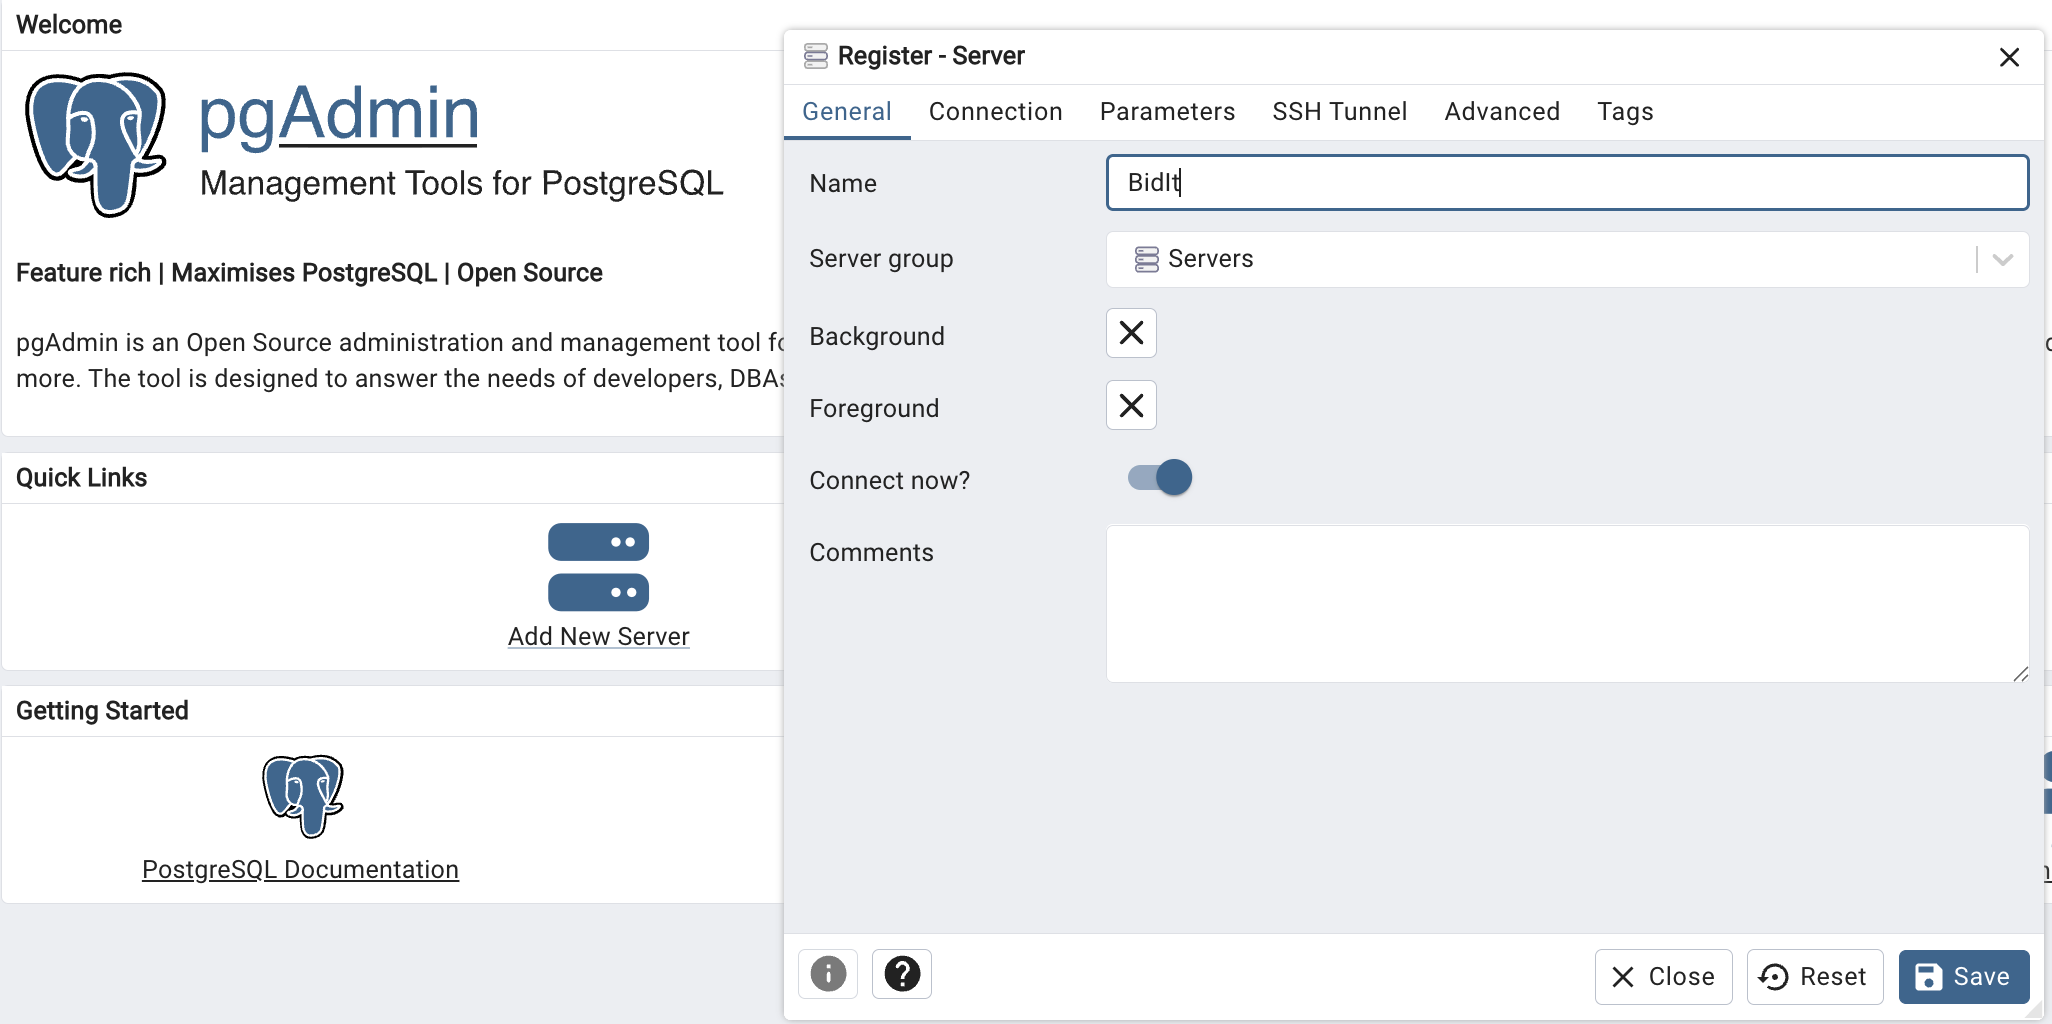 Welcome
pgAdmin
Management Tools for PostgreSQL
Feature rich | Maximises PostgreSQL | Open Source
pgAdmin is an Open Source administration and management tool
more. The tool is designed to answer the needs of developers, DBAs
Quick Links
Add New Server
Getting Started
PostgreSQL Documentation
Register - Server
General Connection Parameters SSH Tunnel Advanced Tags
Name BidIt
Server group Servers
Background
Foreground
Connect now?
Comments
Close Reset Save